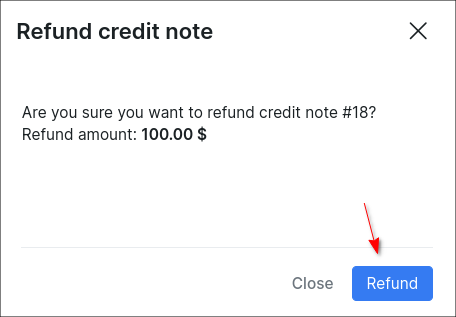 Refund credit note
Are you sure you want to refund credit note #18?
Refund amount: 100.00 $
Close
Refund